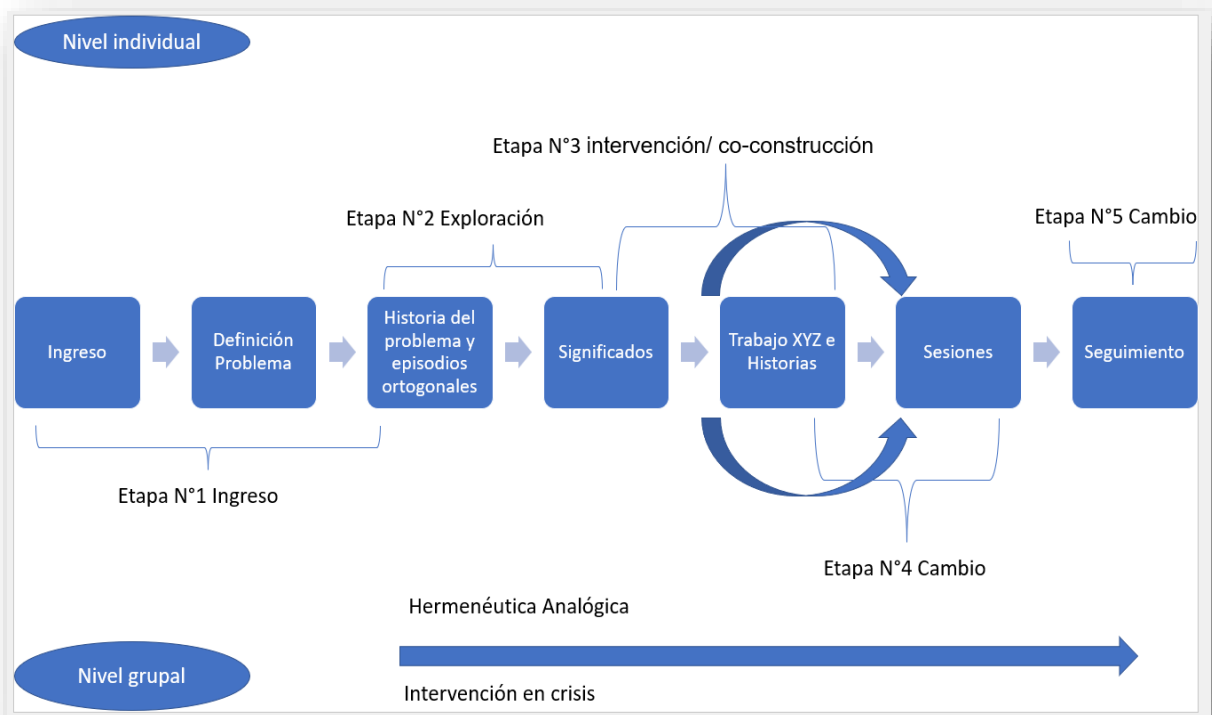 Nivel individual
Etapa N°3 intervención/ co-construcción
Etapa N°2 Exploración
Etapa N°5 Cambio
Ingreso
Definición
Problema
Historia del
problema y
episodios
ortogonales
Significados
Trabajo XYZ e
Historias
Sesiones
Seguimiento
Etapa N°1 Ingreso
Etapa N°4 Cambio
Hermenéutica Analógica
Nivel grupal
Intervención en crisis